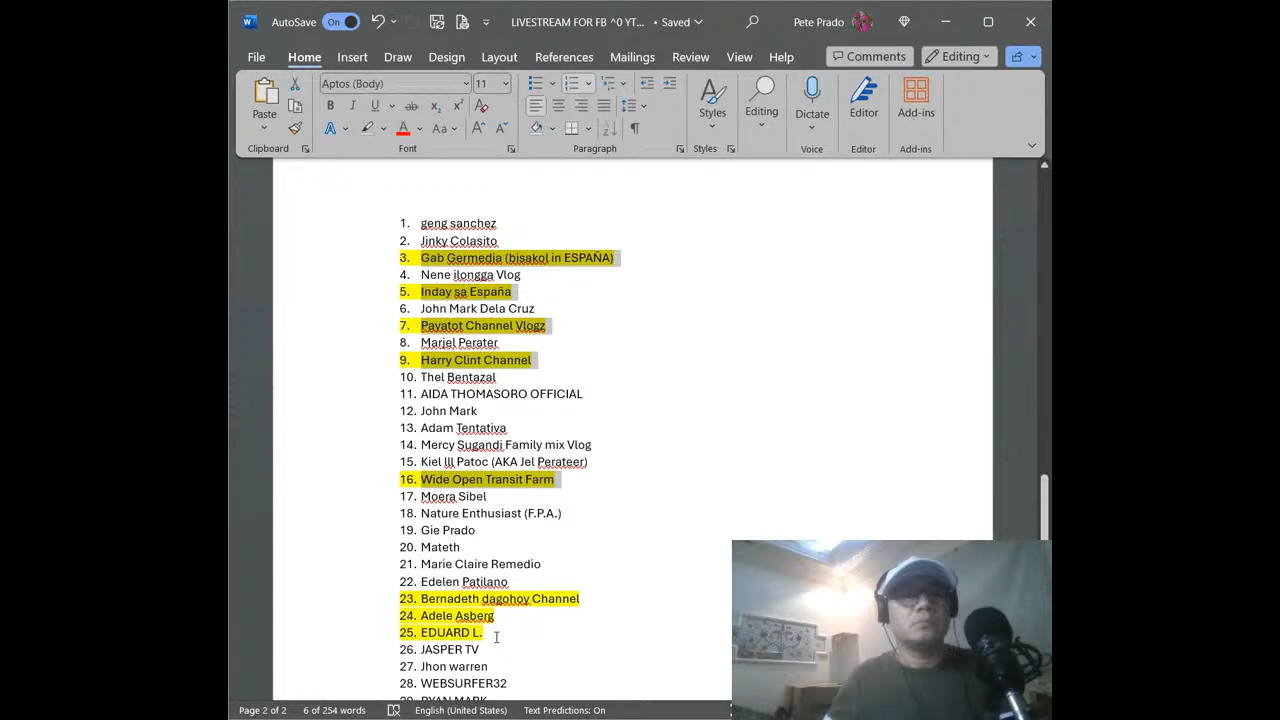 AutoSave On LIVESTREAM FOR FB ^0 YT... • Saved Pete Prado
File Home Insert Draw Design Layout References Mailings Review View Help Comments Editing
Aptos (Body) 11
Paste Styles Editing Dictate Editor Add-ins
Clipboard Font Paragraph Styles Voice Editor Add-ins
1. geng sanchez
2. Jinky Colasito
3. Gab Germedia (bisakol in ESPAÑA)
4. Nene ilongga Vlog
5. Inday sa España
6. John Mark Dela Cruz
7. Payatot Channel Vlogz
8. Marjel Perater
9. Harry Clint Channel
10. Thel Bentazal
11. AIDA THOMASORO OFFICIAL
12. John Mark
13. Adam Tentativa
14. Mercy Sugandi Family mix Vlog
15. Kiel lll Patoc (AKA Jel Perateer)
16. Wide Open Transit Farm
17. Moera Sibel
18. Nature Enthusiast (F.P.A.)
19. Gie Prado
20. Mateth
21. Marie Claire Remedio
22. Edelen Patilano
23. Bernadeth dagohoy Channel
24. Adele Asberg
25. EDUARD L.
26. JASPER TV
27. Jhon warren
28. WEBSURFER32
29. RYAN MARK
Page 2 of 2 6 of 254 words English (United States) Text Predictions: On